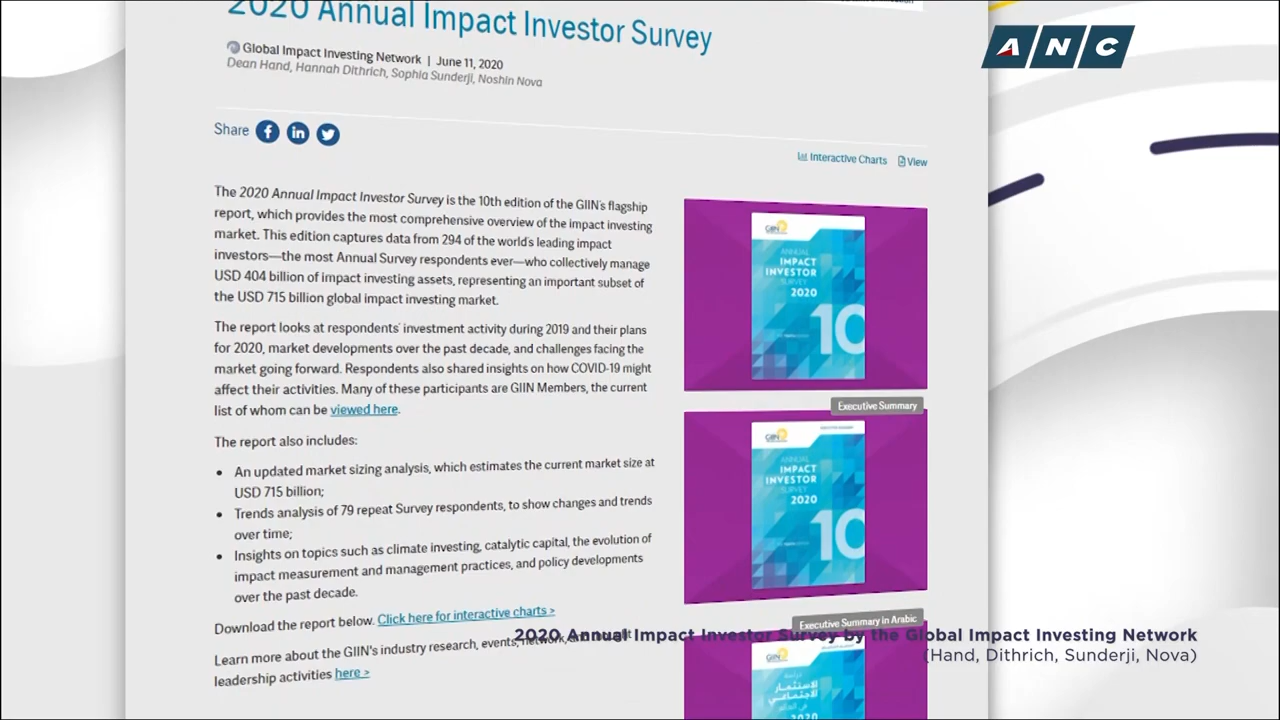 2020 Annual Impact Investor Survey
ANC
Global Impact Investing Network | June 11, 2020
Dean Hand, Hannah Dithrich, Sophia Sunderji, Noshin Nova
Share
Interactive Charts View
The 2020 Annual Impact Investor Survey is the 10th edition of the GIIN's flagship
report, which provides the most comprehensive overview of the impact investing
market. This edition captures data from 294 of the world's leading impact
investors—the most Annual Survey respondents ever—who collectively manage
USD 404 billion of impact investing assets, representing an important subset of
the USD 715 billion global impact investing market.
The report looks at respondents' investment activity during 2019 and their plans
for 2020, market developments over the past decade, and challenges facing the
market going forward. Respondents also shared insights on how COVID-19 might
affect their activities. Many of these participants are GIIN Members, the current
list of whom can be viewed here.
The report also includes:
• An updated market sizing analysis, which estimates the current market size at
USD 715 billion;
• Trends analysis of 79 repeat Survey respondents, to show changes and trends
over time;
• Insights on topics such as climate investing, catalytic capital, the evolution of
impact measurement and management practices, and policy developments
over the past decade.
Download the report below. Click here for interactive charts >
Learn more about the GIIN's industry research, events, network,
leadership activities here >
GIIN
ANNUAL
IMPACT
INVESTOR
SURVEY
2020
10
Executive Summary
GIIN
ANNUAL
IMPACT
INVESTOR
SURVEY
2020
10
Executive Summary in Arabic
GIIN
دراسة
الاستثمار
الاجتماعي
في العالم
2020
2020 Annual Impact Investor Survey by the Global Impact Investing Network
(Hand, Dithrich, Sunderji, Nova)